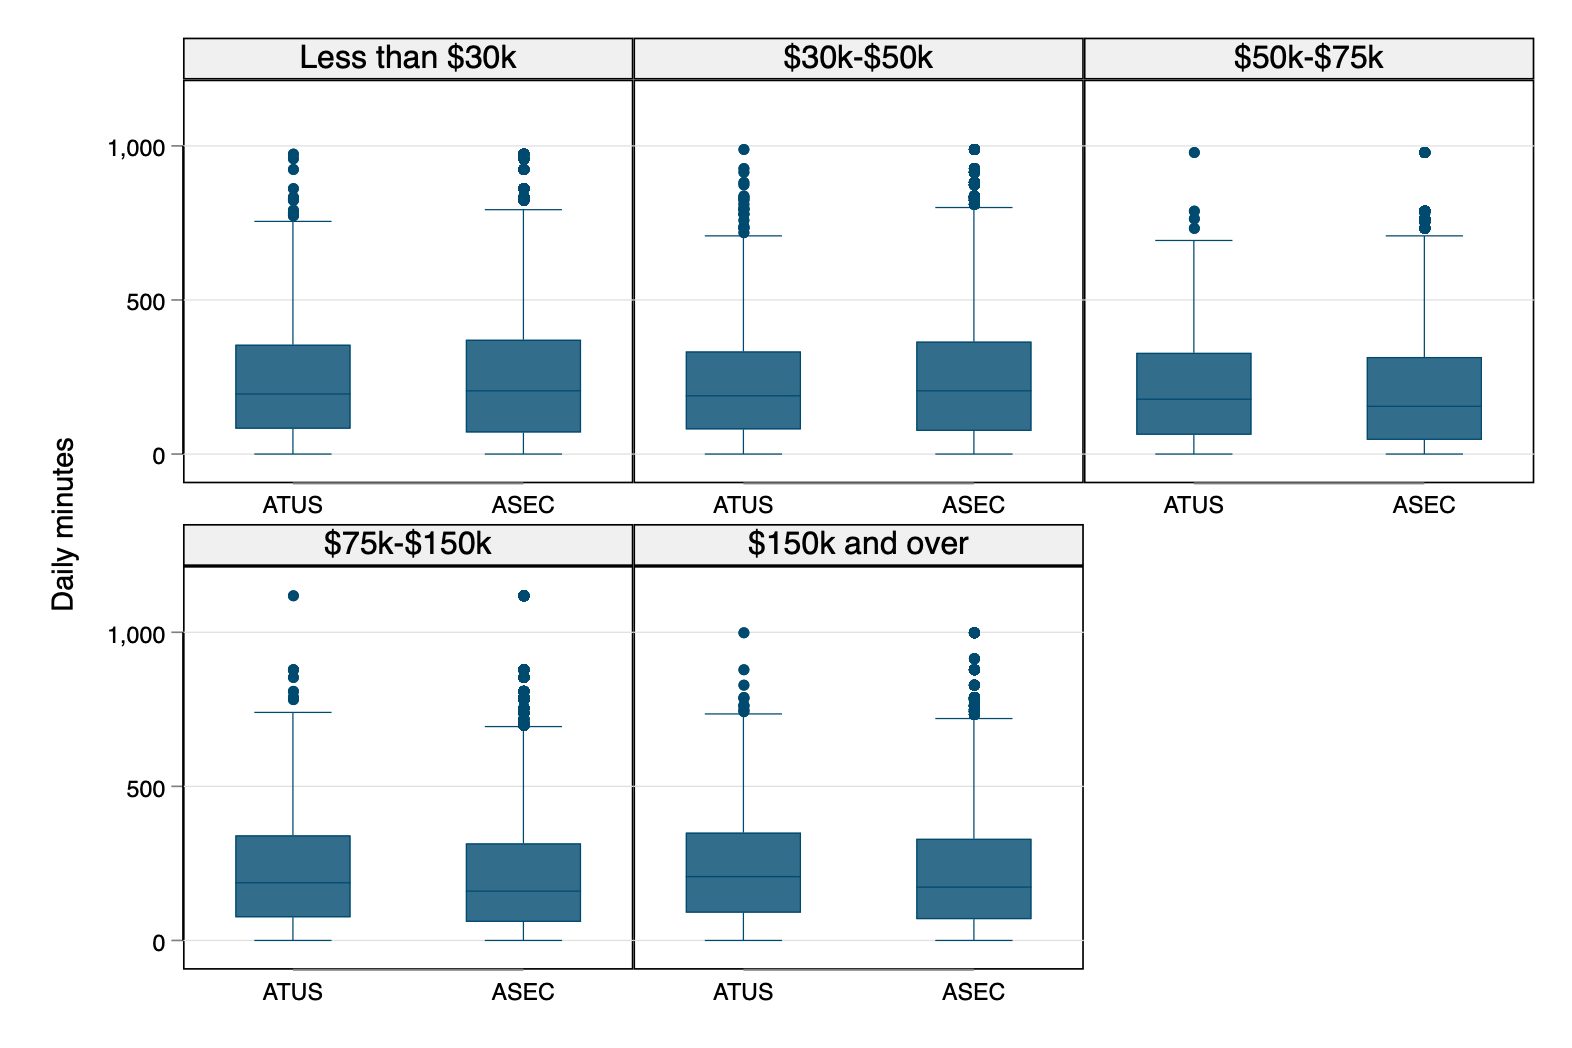 Less than $30k
$30k-$50k
$50k-$75k
1,000
500
0
ATUS ASEC ATUS ASEC ATUS ASEC
Daily minutes
$75k-$150k
$150k and over
1,000
500
0
ATUS ASEC ATUS ASEC